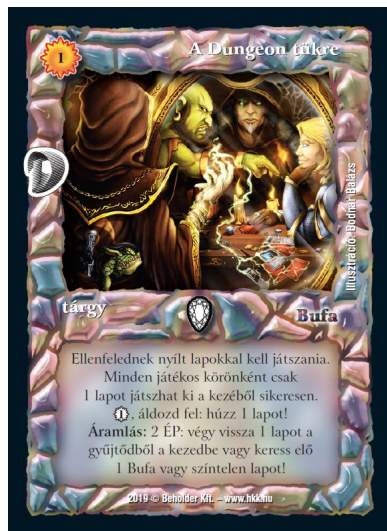 1
A Dungeon tükre
Illusztráció: Bodnár Balázs
tárgy
Bufa
Ellenfelednek nyílt lapokkal kell játszania.
Minden játékos körönként csak
1 lapot játszhat ki a kezéből sikeresen.
1, áldozd fel: húzz 1 lapot!
Áramlás: 2 ÉP: végy vissza 1 lapot a
gyűjtődből a kezedbe vagy keress elő
1 Bufa vagy színtelen lapot!
2019 © Beholder Kft. – www.hkk.hu